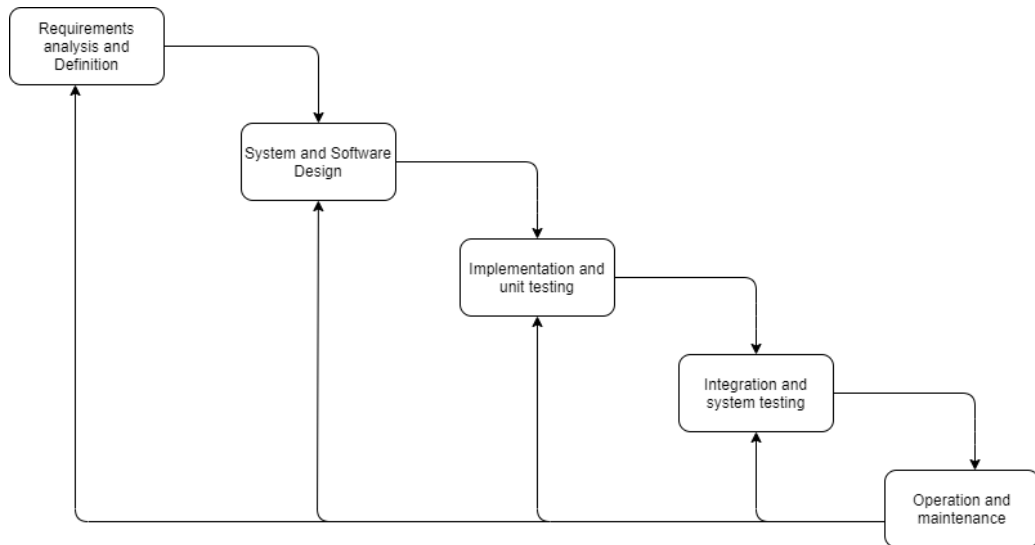 Requirements
analysis and
Definition
System and Software
Design
Implementation and
unit testing
Integration and
system testing
Operation and
maintenance